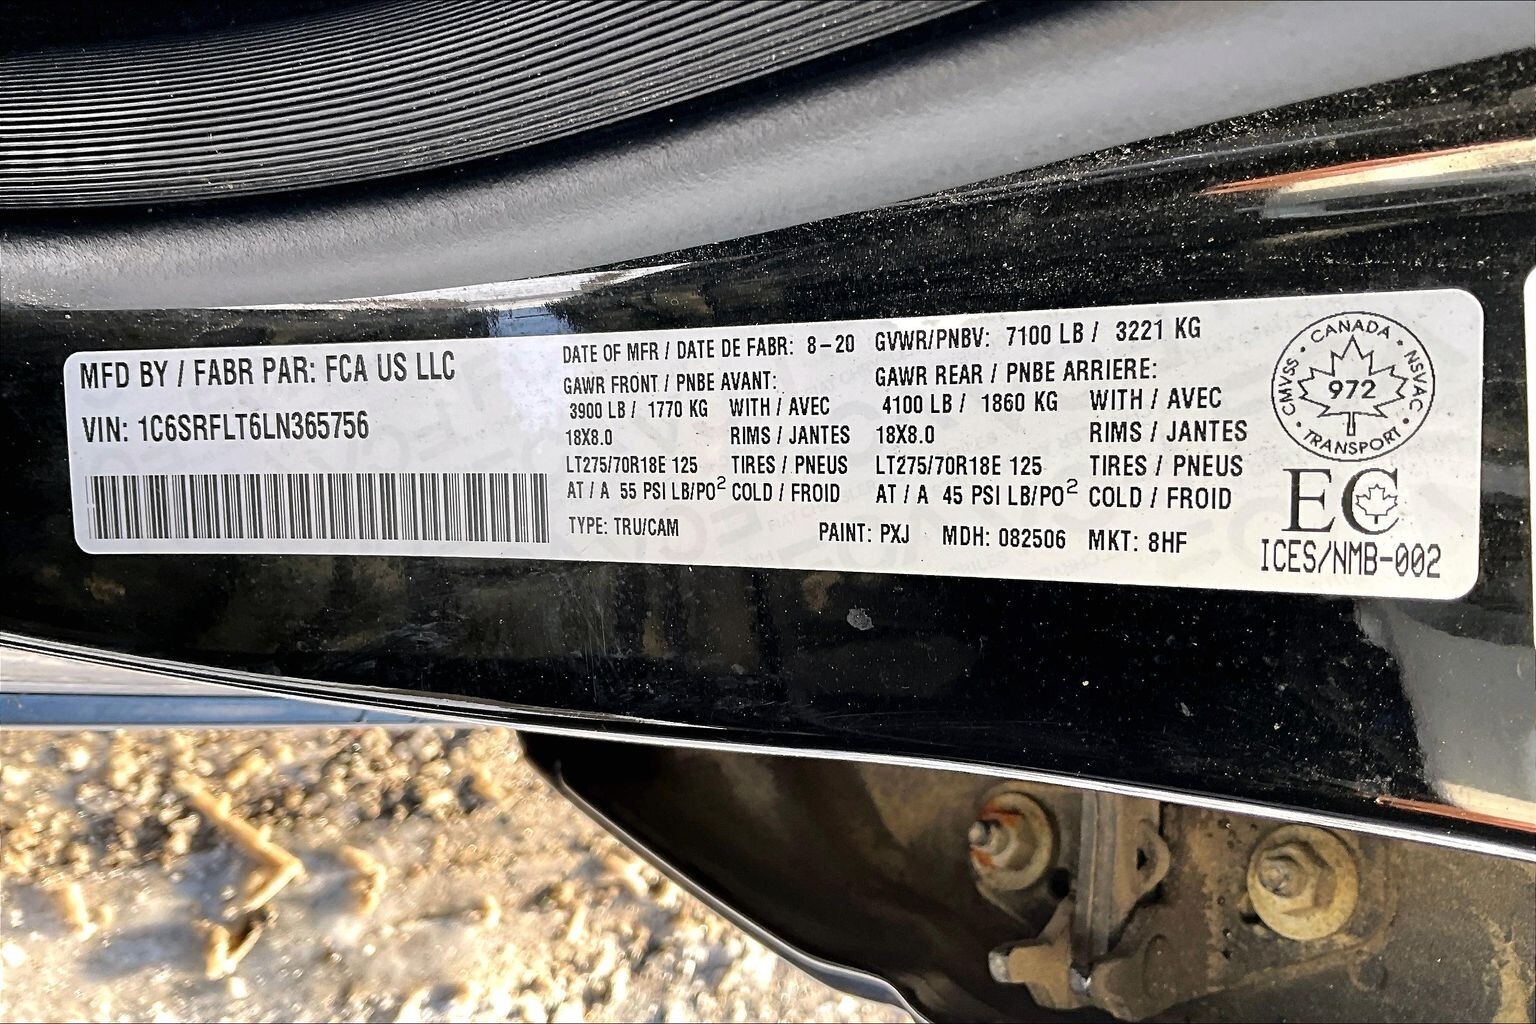 MFD BY / FABR PAR: FCA US LLC
VIN: 1C6SRFLT6LN365756
DATE OF MFR / DATE DE FABR: 8-20
GAWR FRONT / PNBE AVANT:
3900 LB / 1770 KG WITH / AVEC
18X8.0 RIMS / JANTES
LT275/70R18E 125 TIRES / PNEUS
AT / A 55 PSI LB/PO² COLD / FROID
TYPE: TRU/CAM
GVWR/PNBV: 7100 LB / 3221 KG
GAWR REAR / PNBE ARRIERE:
4100 LB / 1860 KG WITH / AVEC
18X8.0 RIMS / JANTES
LT275/70R18E 125 TIRES / PNEUS
AT / A 45 PSI LB/PO² COLD / FROID
PAINT: PXJ MDH: 082506 MKT: 8HF
CANADA • NSVAC • TRANSPORT • CMVSS •
972
EC
ICES/NMB-002